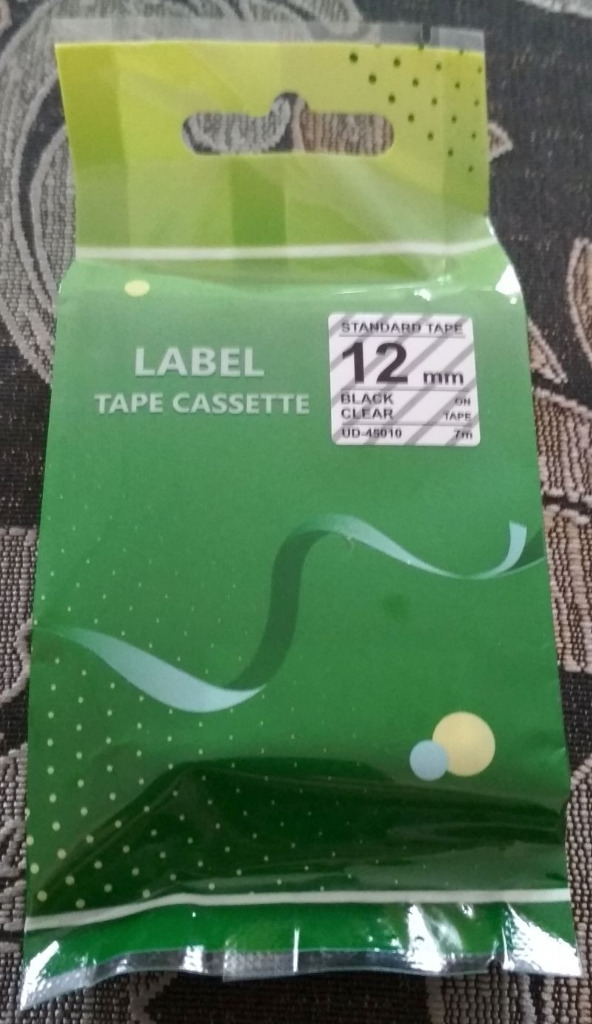 LABEL
TAPE CASSETTE
STANDARD TAPE
12 mm
BLACK ON
CLEAR TAPE
UD-45010 7m